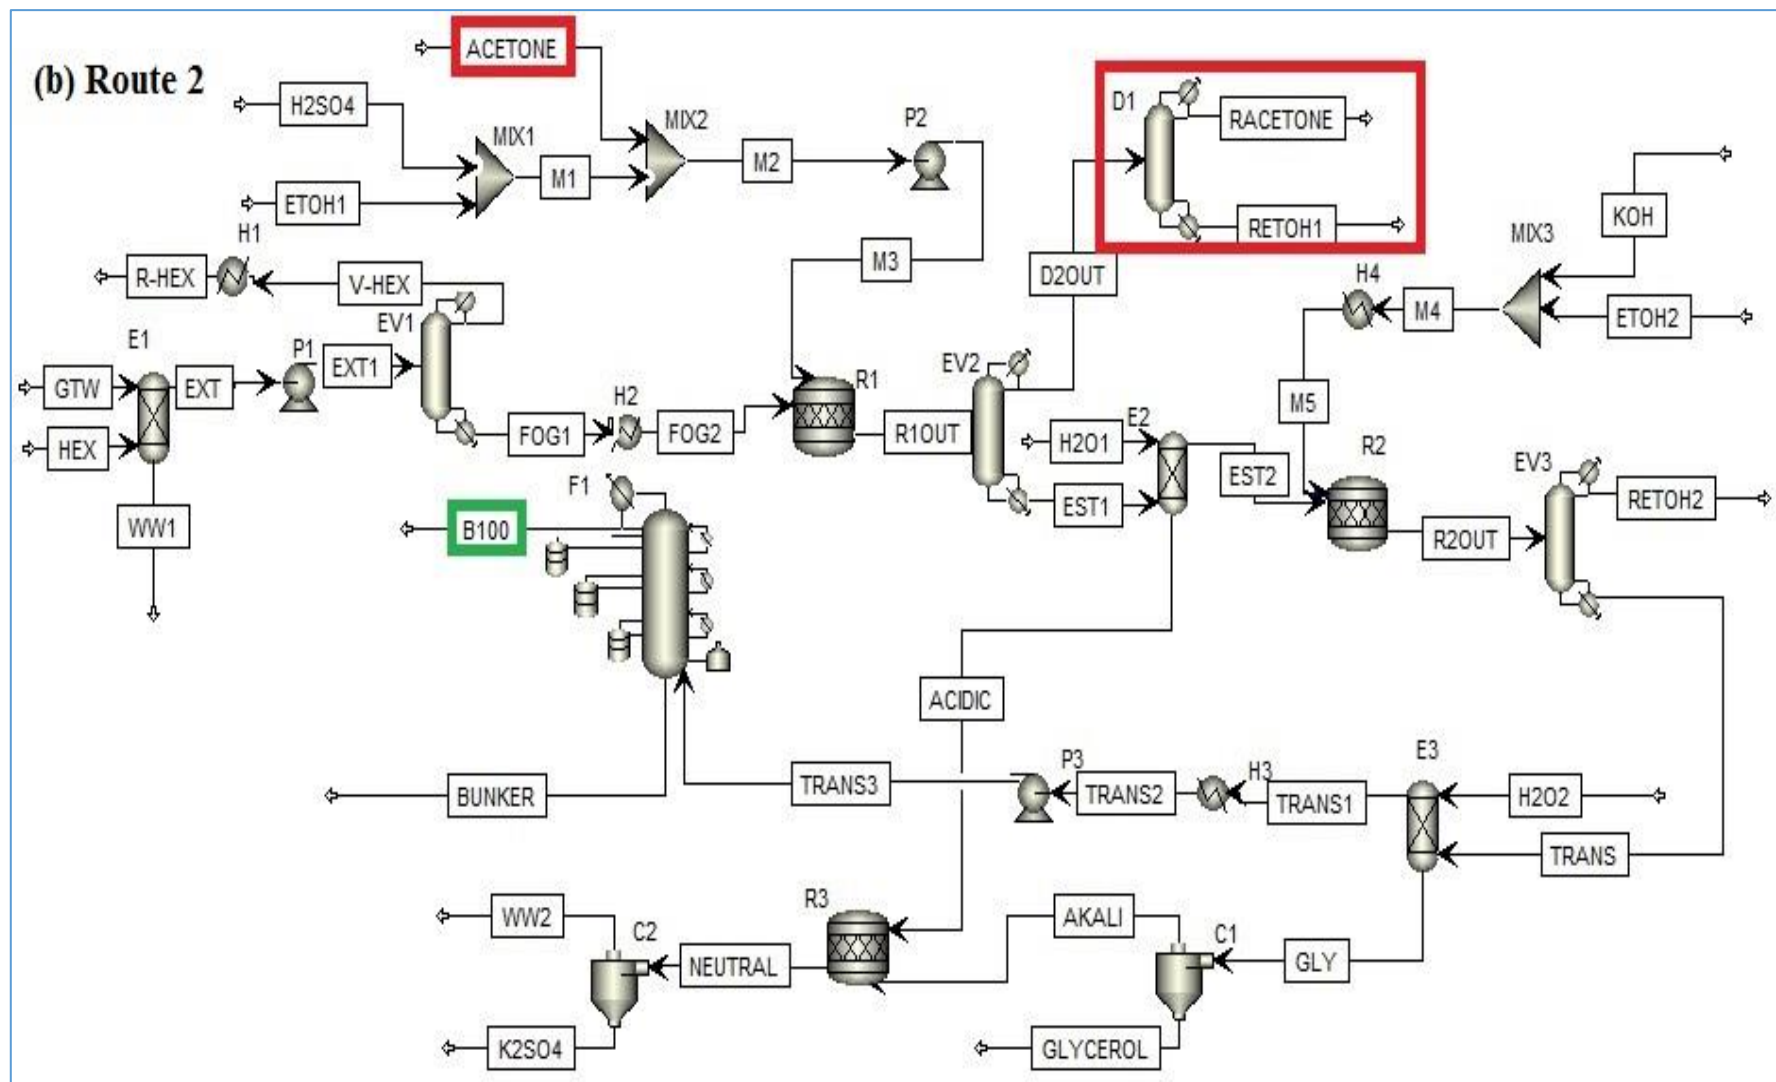 ACETONE
(b) Route 2
H2SO4
MIX1
MIX2
P2
D1
RACETONE
M1
M2
ETOH1
RETOH1
KOH
MIX3
H1
R-HEX
V-HEX
M3
D2OUT
H4
M4
ETOH2
E1
P1
EXT1
EV1
GTW
EXT
H2
R1
EV2
M5
HEX
FOG1
FOG2
R1OUT
H2O1
E2
EST2
R2
EV3
RETOH2
F1
EST1
WW1
B100
R2OUT
ACIDIC
BUNKER
TRANS3
P3
TRANS2
H3
TRANS1
E3
H2O2
TRANS
WW2
C2
R3
AKALI
C1
NEUTRAL
GLY
K2SO4
GLYCEROL